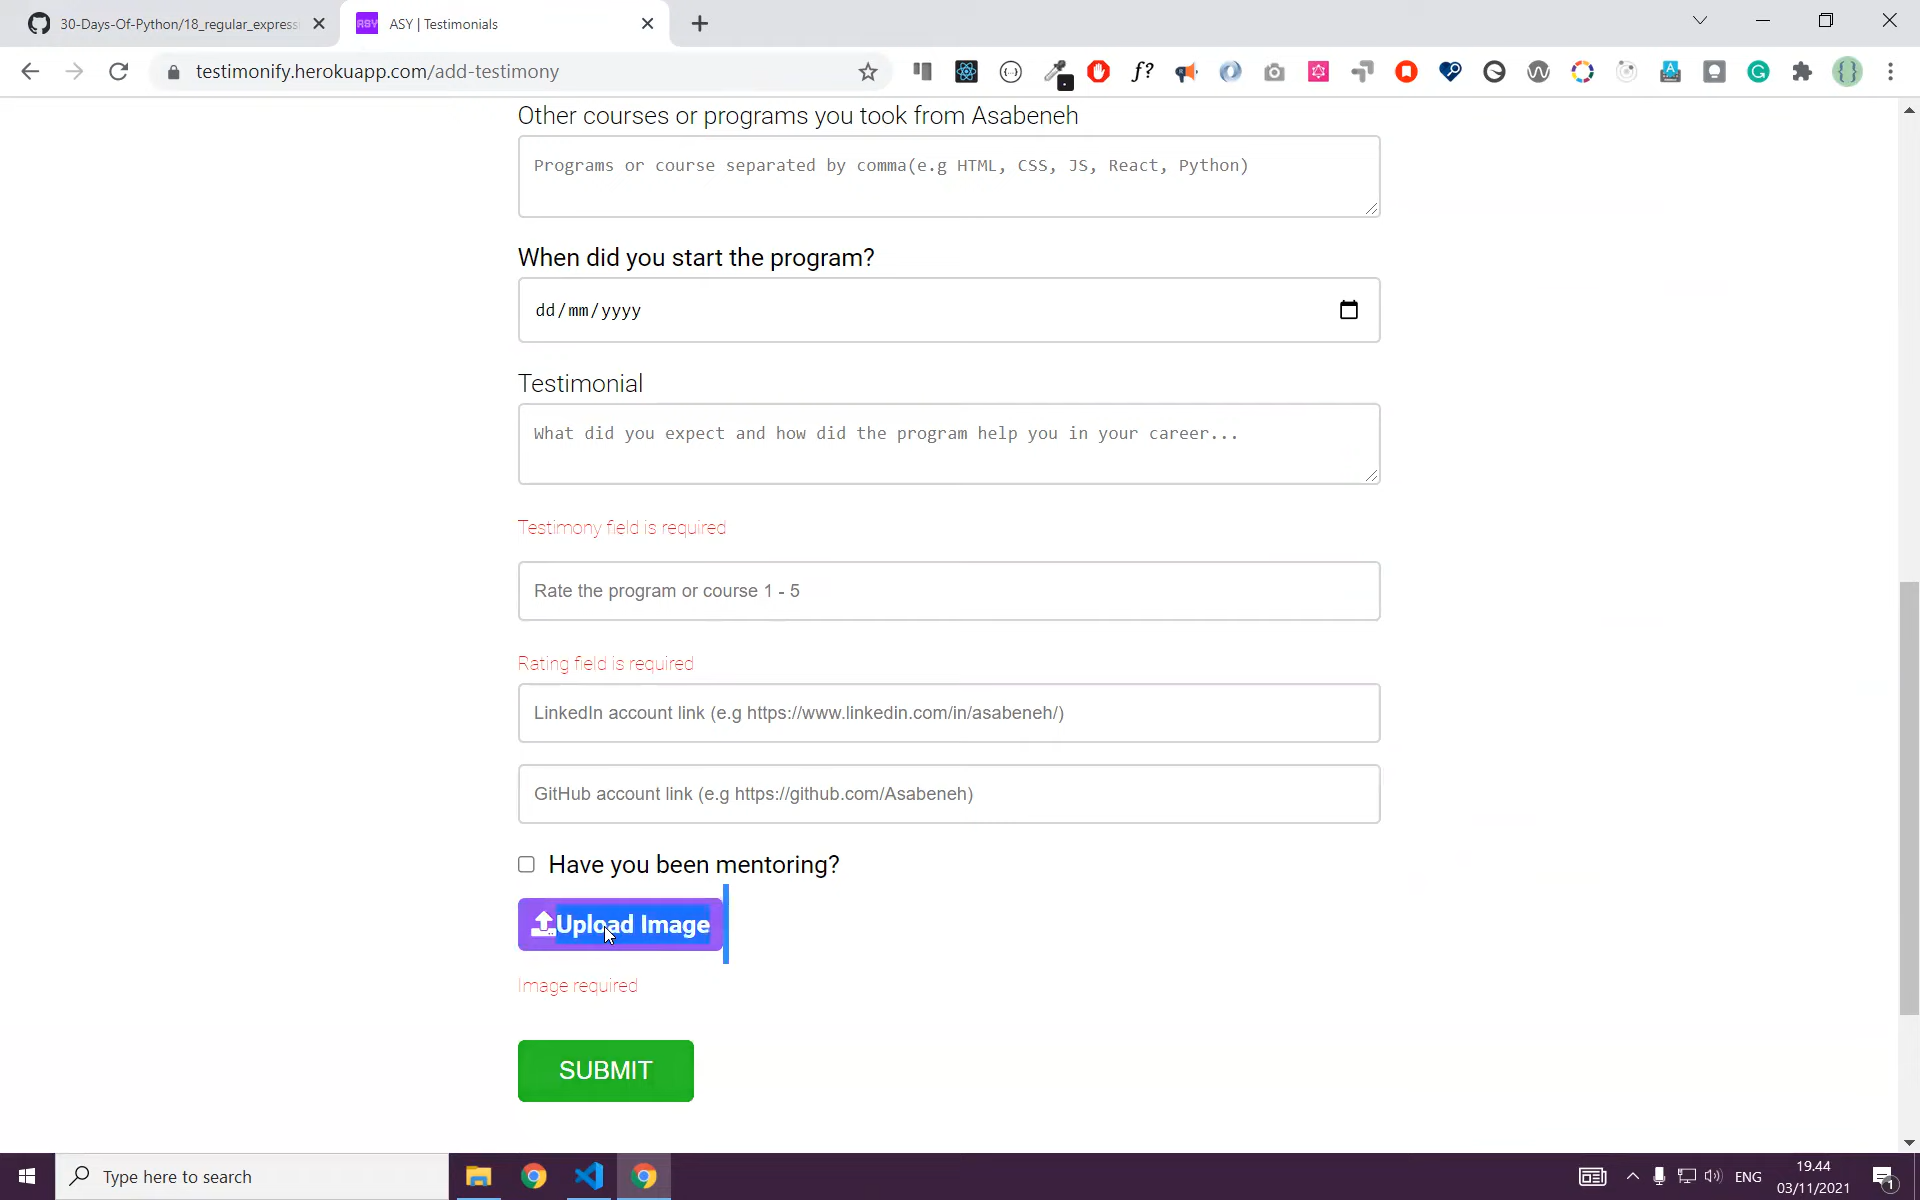 30-Days-Of-Python/18_regular_express
ASY
ASY | Testimonials
testimonify.herokuapp.com/add-testimony
Other courses or programs you took from Asabeneh
Programs or course separated by comma(e.g HTML, CSS, JS, React, Python)
When did you start the program?
dd/mm/yyyy
Testimonial
What did you expect and how did the program help you in your career...
Testimony field is required
Rate the program or course 1 - 5
Rating field is required
LinkedIn account link (e.g https://www.linkedin.com/in/asabeneh/)
GitHub account link (e.g https://github.com/Asabeneh)
Have you been mentoring?
Upload Image
Image required
SUBMIT
Type here to search
ENG
19.44
03/11/2021
1